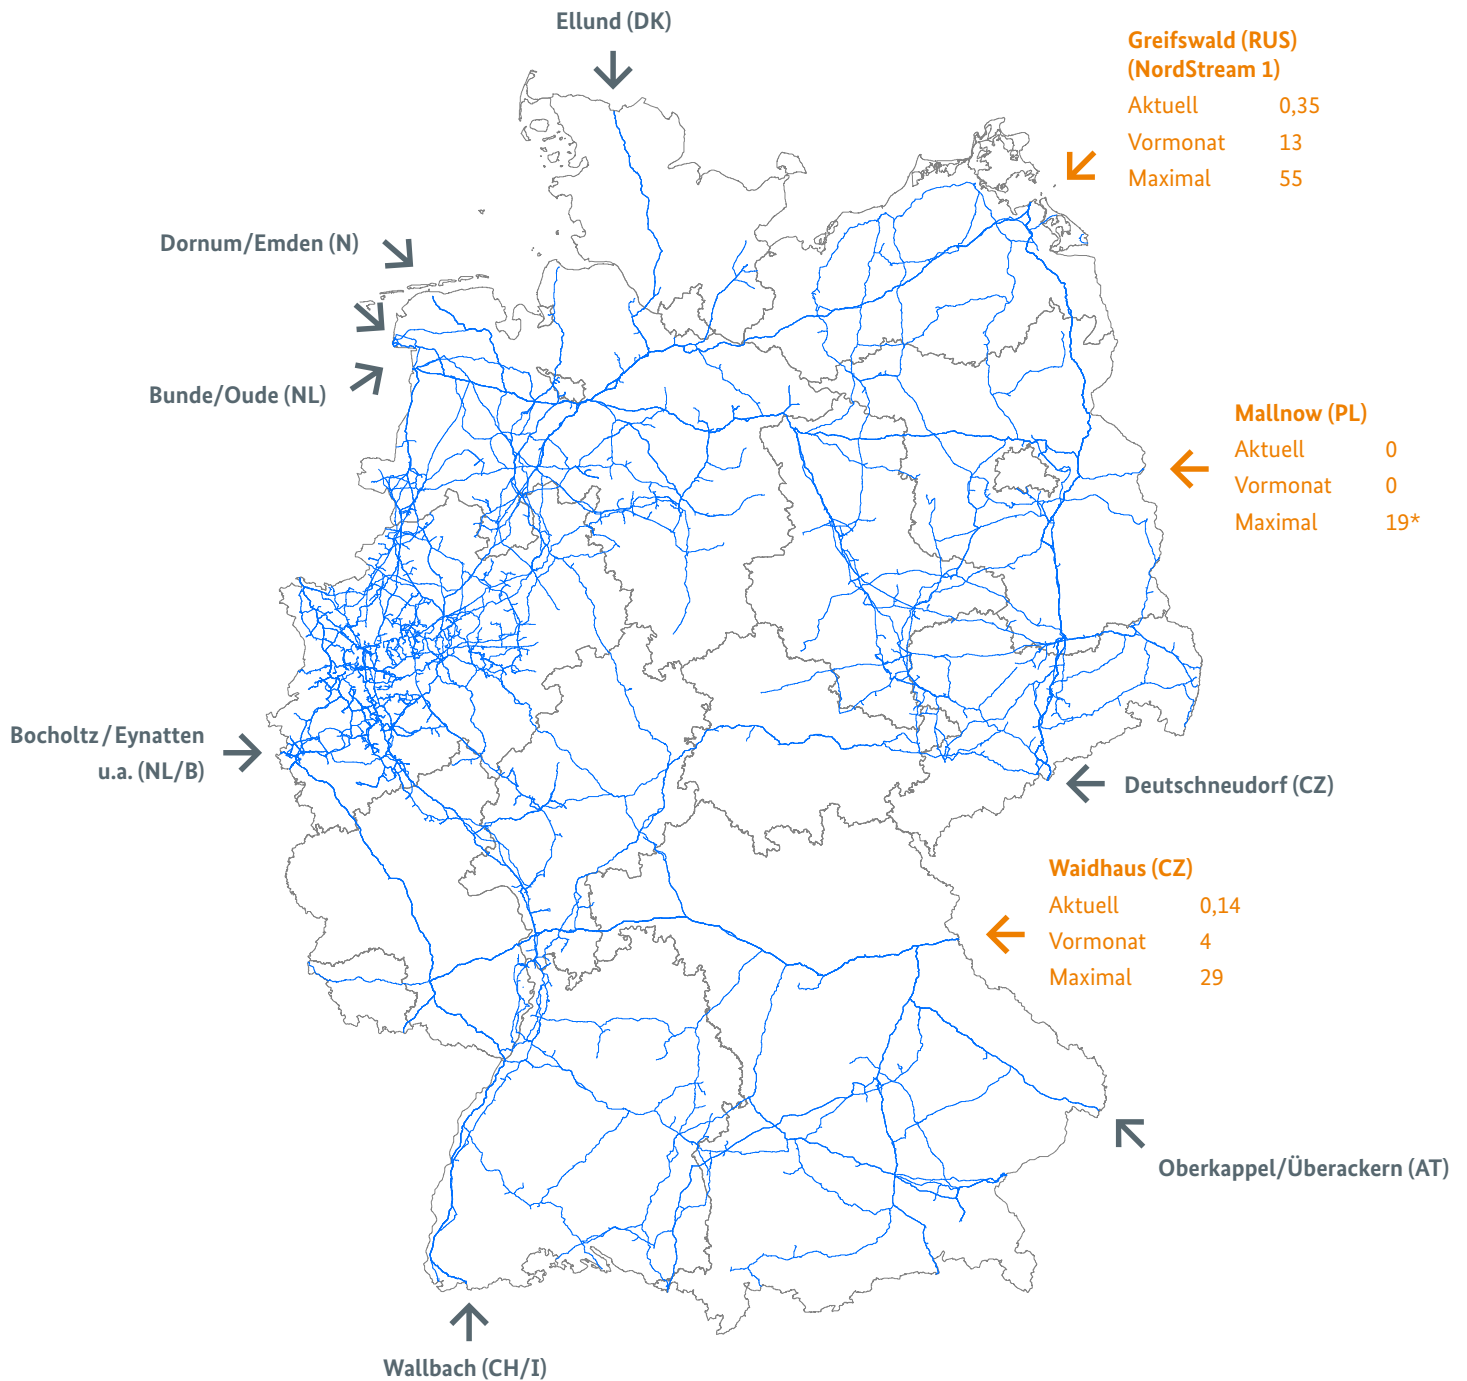 Ellund (DK)
Greifswald (RUS)
(NordStream 1)
Aktuell 0,35
Vormonat 13
Maximal 55
Dornum/Emden (N)
Bunde/Oude (NL)
Mallnow (PL)
Aktuell 0
Vormonat 0
Maximal 19*
Bocholtz/Eynatten
u.a. (NL/B)
Deutschneudorf (CZ)
Waidhaus (CZ)
Aktuell 0,14
Vormonat 4
Maximal 29
Oberkappel/Überackern (AT)
Wallbach (CH/I)